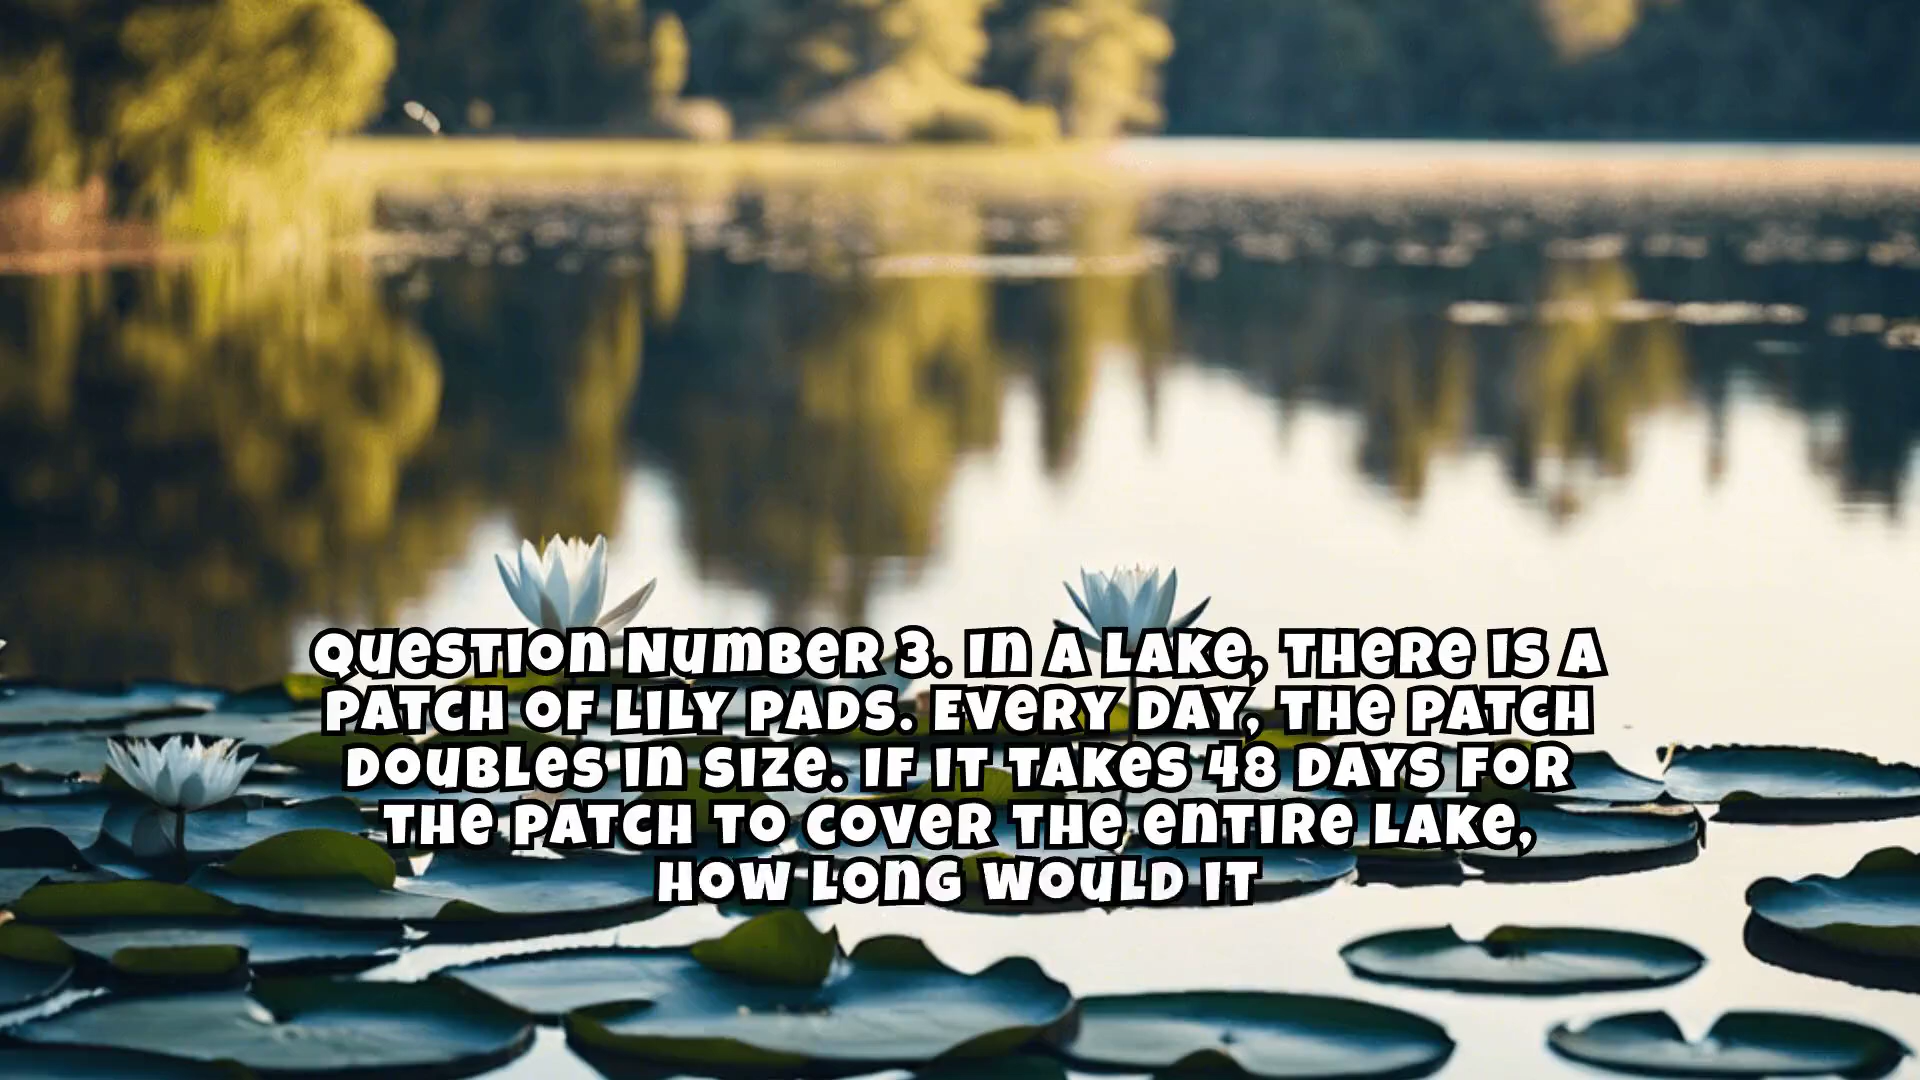 Question Number 3. In a lake, there is a
patch of lily pads. Every day, the patch
doubles in size. If it takes 48 days for
the patch to cover the entire lake,
how long would it